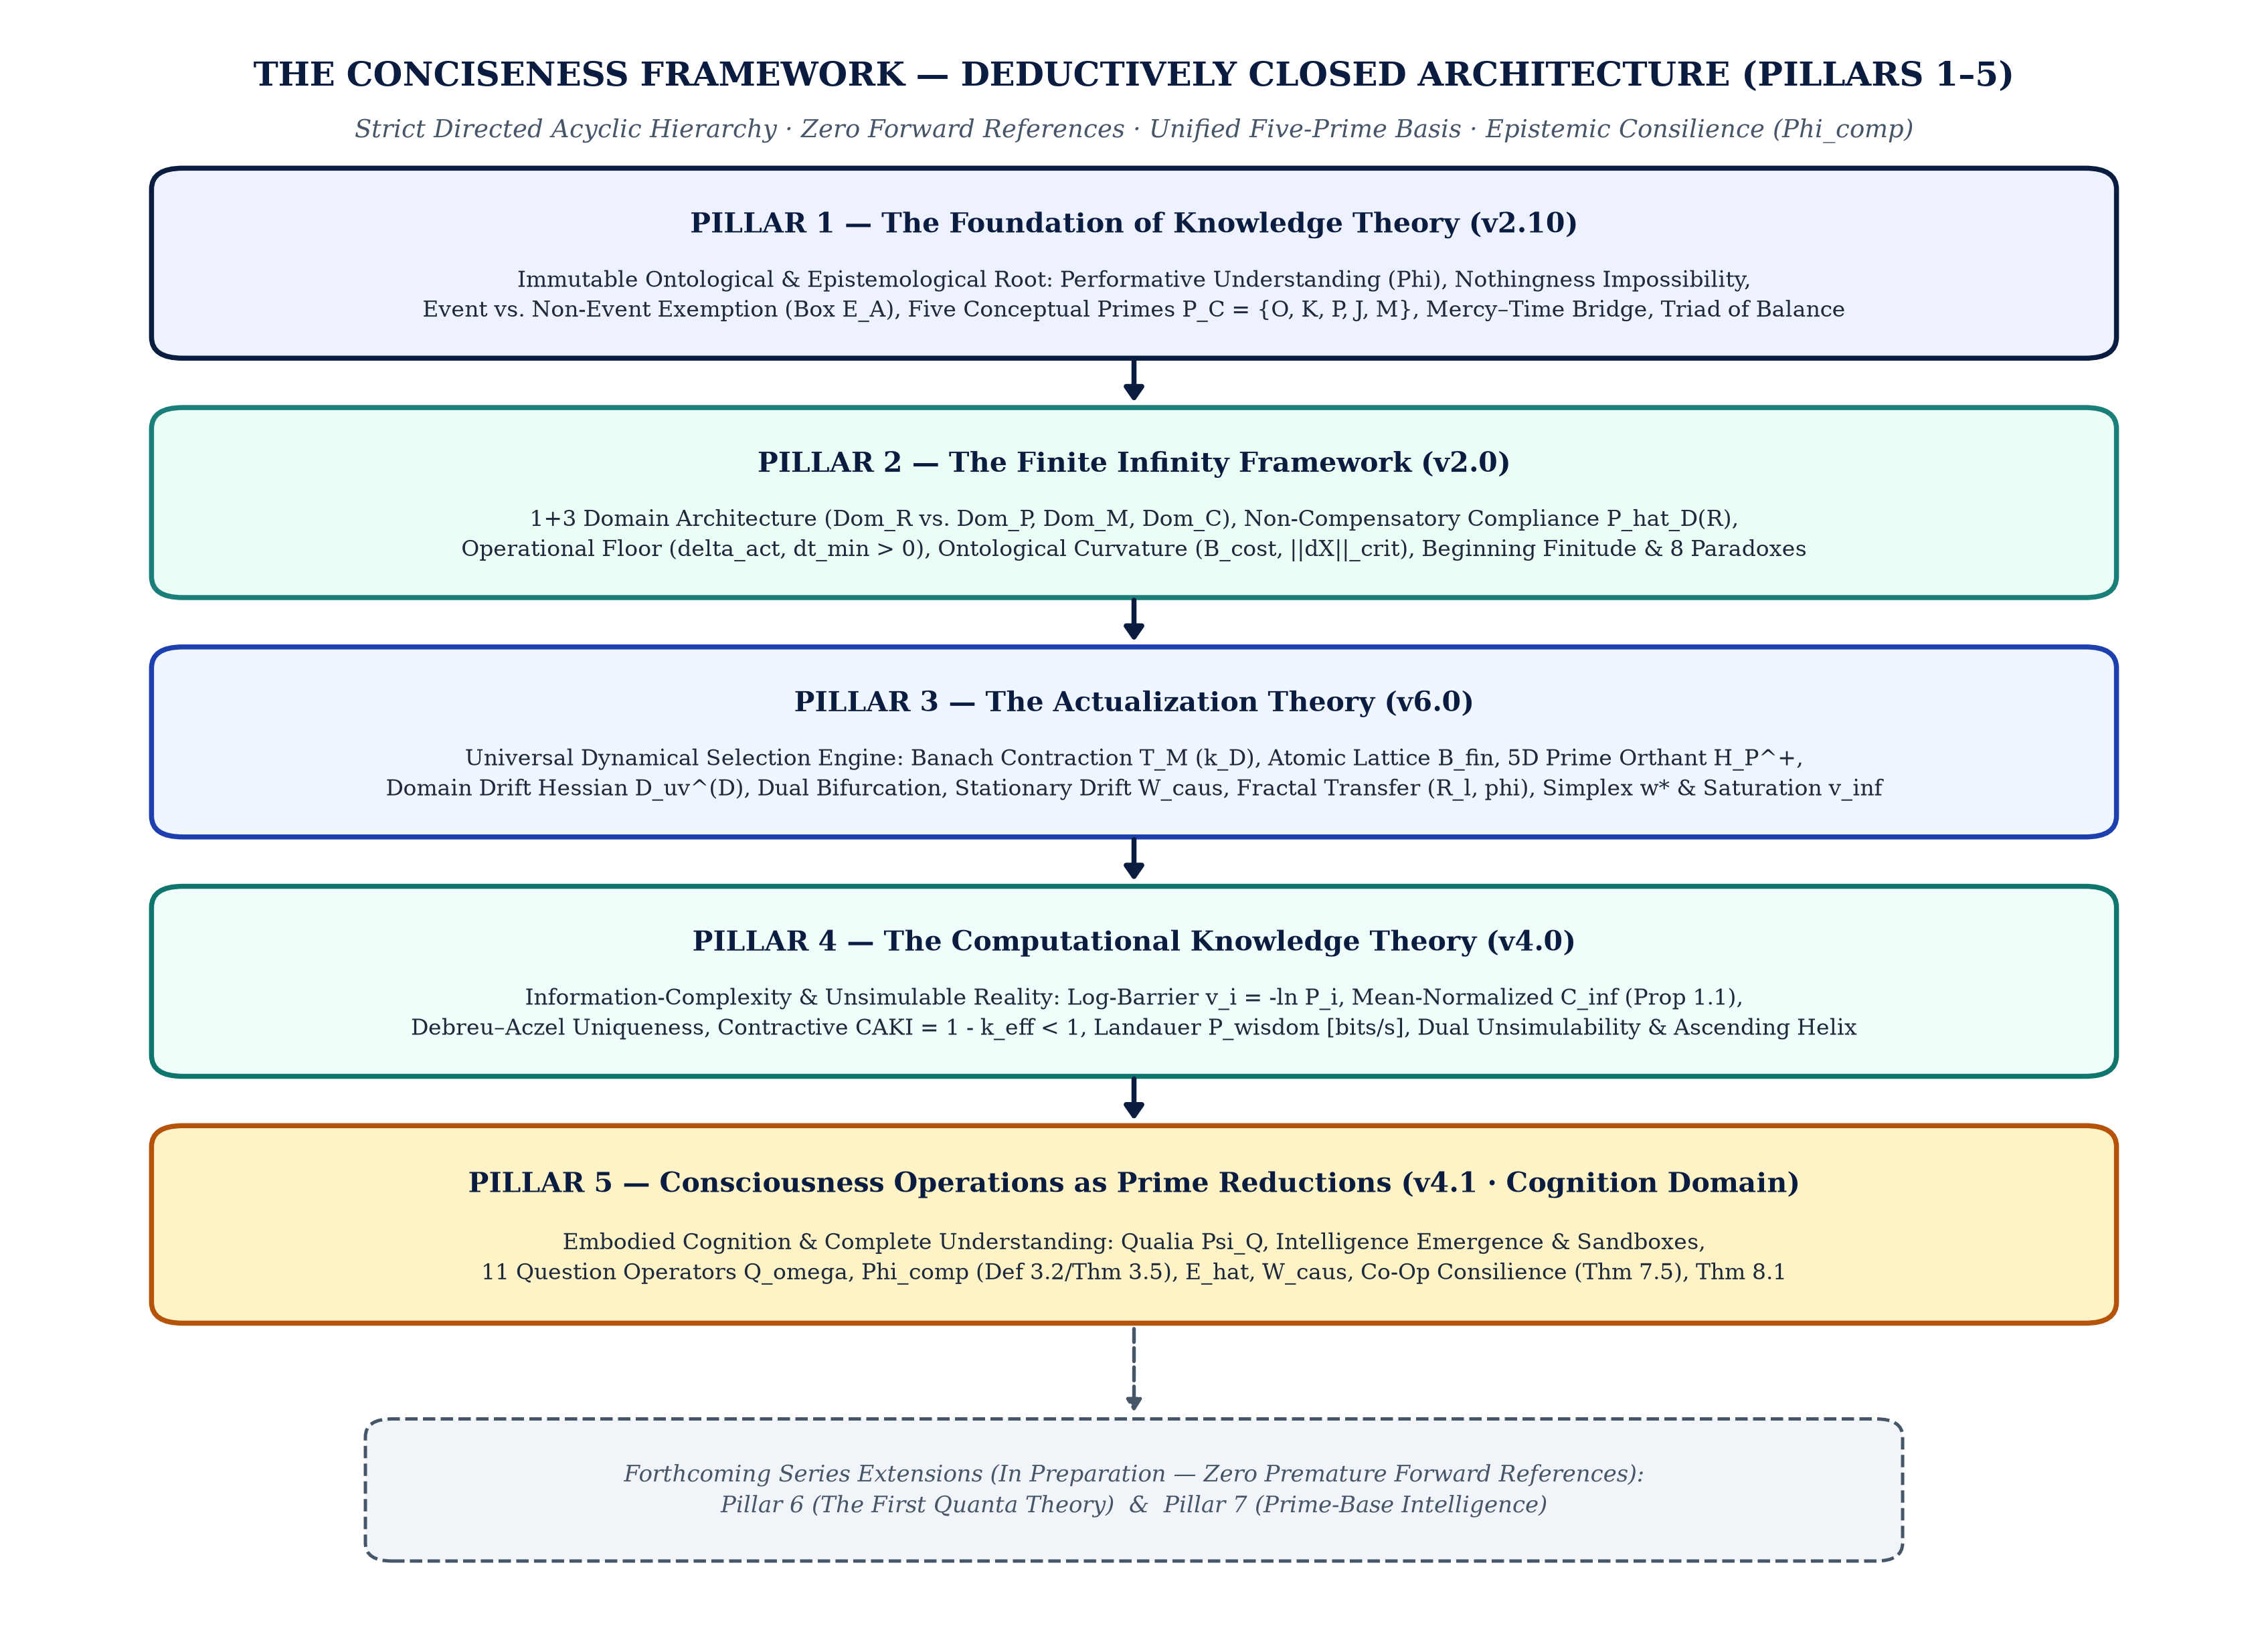 THE CONCISENESS FRAMEWORK — DEDUCTIVELY CLOSED ARCHITECTURE (PILLARS 1–5)
Strict Directed Acyclic Hierarchy · Zero Forward References · Unified Five-Prime Basis · Epistemic Consilience (Phi_comp)
PILLAR 1 — The Foundation of Knowledge Theory (v2.10)
Immutable Ontological & Epistemological Root: Performative Understanding (Phi), Nothingness Impossibility,
Event vs. Non-Event Exemption (Box E_A), Five Conceptual Primes P_C = {O, K, P, J, M}, Mercy–Time Bridge, Triad of Balance
PILLAR 2 — The Finite Infinity Framework (v2.0)
1+3 Domain Architecture (Dom_R vs. Dom_P, Dom_M, Dom_C), Non-Compensatory Compliance P_hat_D(R),
Operational Floor (delta_act, dt_min > 0), Ontological Curvature (B_cost, ||dX||_crit), Beginning Finitude & 8 Paradoxes
PILLAR 3 — The Actualization Theory (v6.0)
Universal Dynamical Selection Engine: Banach Contraction T_M (k_D), Atomic Lattice B_fin, 5D Prime Orthant H_P^+,
Domain Drift Hessian D_uv^(D), Dual Bifurcation, Stationary Drift W_caus, Fractal Transfer (R_l, phi), Simplex w* & Saturation v_inf
PILLAR 4 — The Computational Knowledge Theory (v4.0)
Information-Complexity & Unsimulable Reality: Log-Barrier v_i = -ln P_i, Mean-Normalized C_inf (Prop 1.1),
Debreu–Aczel Uniqueness, Contractive CAKI = 1 - k_eff < 1, Landauer P_wisdom [bits/s], Dual Unsimulability & Ascending Helix
PILLAR 5 — Consciousness Operations as Prime Reductions (v4.1 · Cognition Domain)
Embodied Cognition & Complete Understanding: Qualia Psi_Q, Intelligence Emergence & Sandboxes,
11 Question Operators Q_omega, Phi_comp (Def 3.2/Thm 3.5), E_hat, W_caus, Co-Op Consilience (Thm 7.5), Thm 8.1
Forthcoming Series Extensions (In Preparation — Zero Premature Forward References):
Pillar 6 (The First Quanta Theory)  &  Pillar 7 (Prime-Base Intelligence)